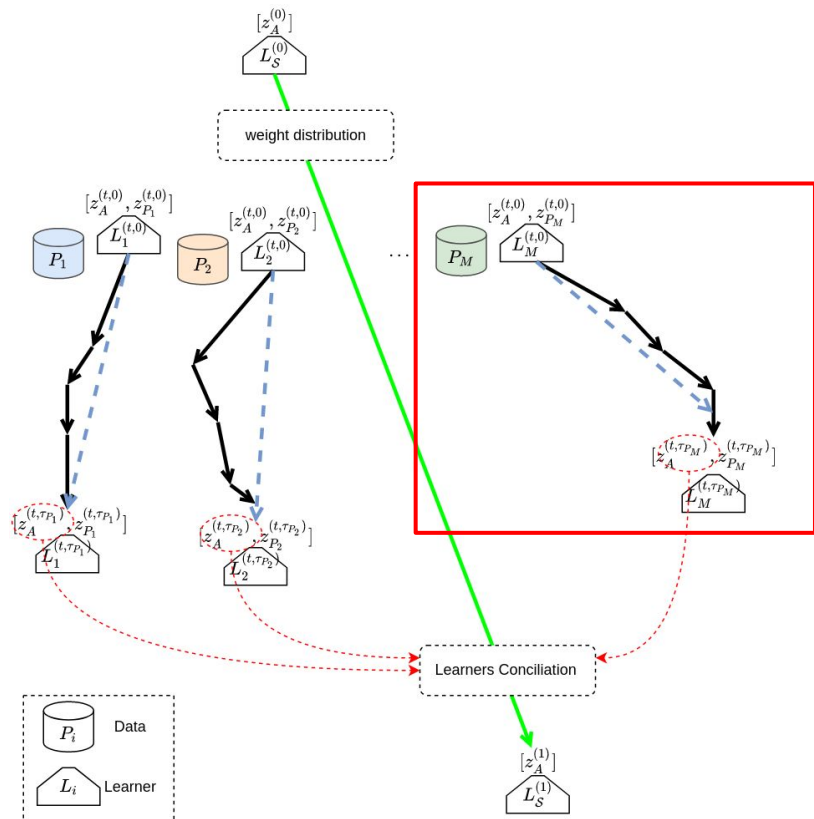 [z_A^{(0)}]
L_𝒮^{(0)}
weight distribution
[z_A^{(t,0)}, z_{P_1}^{(t,0)}]
L_1^{(t,0)}
P_1
[z_A^{(t,0)}, z_{P_2}^{(t,0)}]
L_2^{(t,0)}
P_2
...
[z_A^{(t,0)}, z_{P_M}^{(t,0)}]
L_M^{(t,0)}
P_M
[z_A^{(t,τ_{P_M})}, z_{P_M}^{(t,τ_{P_M})}]
L_M^{(t,τ_{P_M})}
[z_A^{(t,τ_{P_1})}, z_{P_1}^{(t,τ_{P_1})}]
L_1^{(t,τ_{P_1})}
[z_A^{(t,τ_{P_2})}, z_{P_2}^{(t,τ_{P_2})}]
L_2^{(t,τ_{P_2})}
Learners Conciliation
[z_A^{(1)}]
L_𝒮^{(1)}
P_i
Data
L_i
Learner